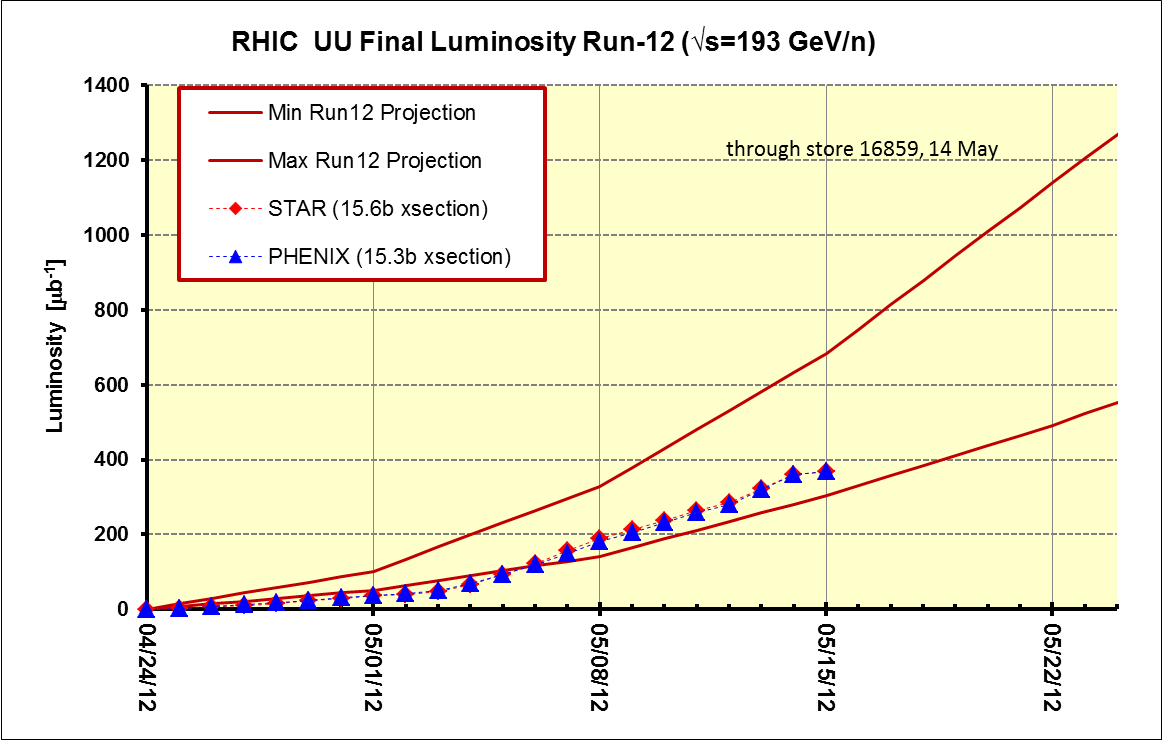 RHIC  UU Final Luminosity Run-12 (√s=193 GeV/n)
1400
1200
1000
800
600
400
200
0
Luminosity [μb⁻¹]
Min Run12 Projection
Max Run12 Projection
STAR (15.6b xsection)
PHENIX (15.3b xsection)
through store 16859, 14 May
04/24/12
05/01/12
05/08/12
05/15/12
05/22/12